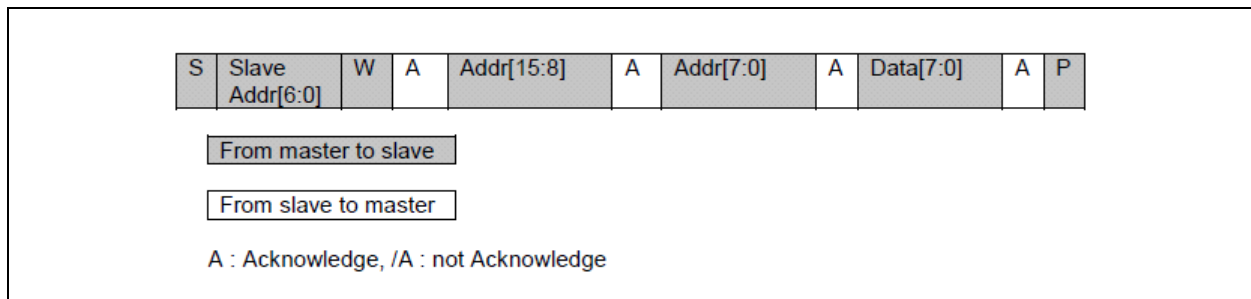 S Slave W A Addr[15:8] A Addr[7:0] A Data[7:0] A P
Addr[6:0]
From master to slave
From slave to master
A : Acknowledge, /A : not Acknowledge